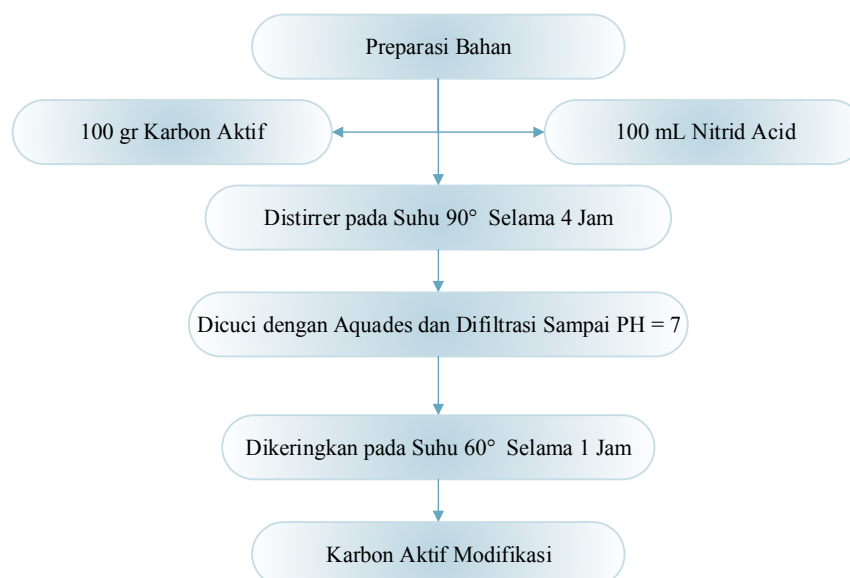 Preparasi Bahan
100 gr Karbon Aktif
100 mL Nitrid Acid
Distirrer pada Suhu 90° Selama 4 Jam
Dicuci dengan Aquades dan Difiltrasi Sampai PH = 7
Dikeringkan pada Suhu 60° Selama 1 Jam
Karbon Aktif Modifikasi